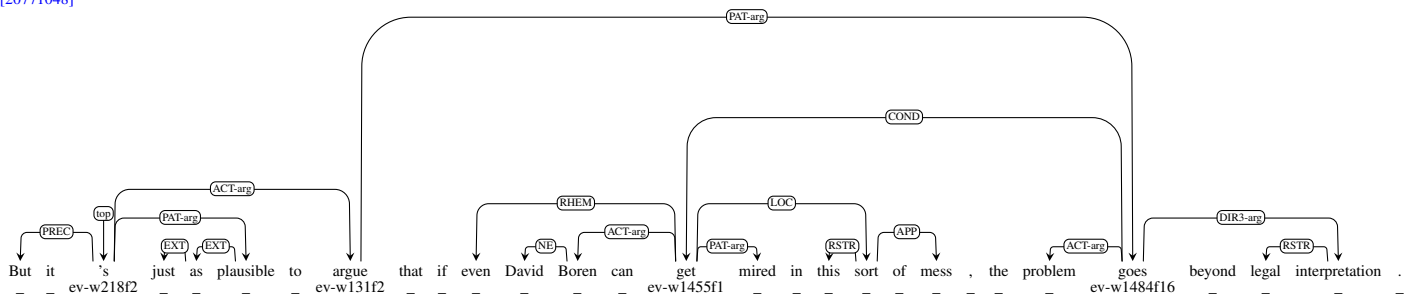 [20771048]
PAT-arg
COND
ACT-arg
RHEM LOC
top PAT-arg DIR3-arg
PREC EXT EXT NE ACT-arg PAT-arg RSTR APP ACT-arg RSTR
But it 's just as plausible to argue that if even David Boren can get mired in this sort of mess , the problem goes beyond legal interpretation .
_ _ ev-w218f2 _ _ _ _ ev-w131f2 _ _ _ _ _ _ ev-w1455f1 _ _ _ _ _ _ _ _ _ ev-w1484f16 _ _ _ _